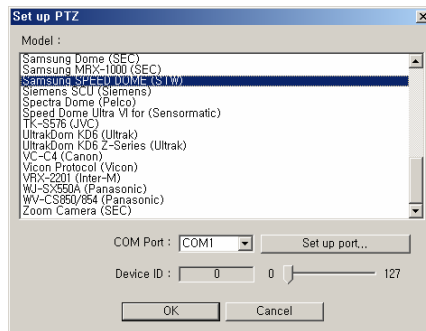 Set up PTZ
Model :
Samsung Dome (SEC)
Samsung MRX-1000 (SEC)
Samsung SPEED DOME (STW)
Siemens SCU (Siemens)
Spectra Dome (Pelco)
Speed Dome Ultra VI for (Sensormatic)
TK-S576 (JVC)
UltrakDom KD6 (Ultrak)
UltrakDom KD6 Z-Series (Ultrak)
VC-C4 (Canon)
Vicon Protocol (Vicon)
VRX-2201 (Inter-M)
WJ-SX550A (Panasonic)
WV-CS850/854 (Panasonic)
Zoom Camera (SEC)
COM Port : COM1 Set up port,,,
Device ID : 0 0 127
OK Cancel